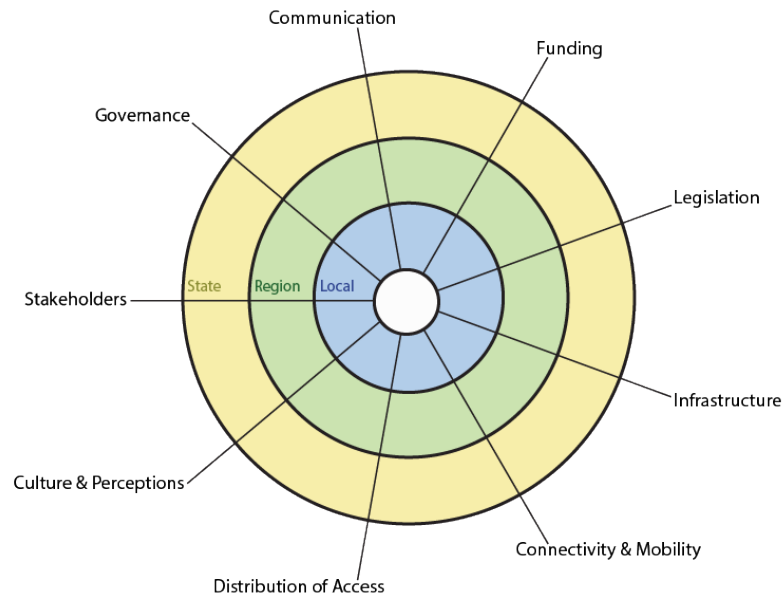 Communication
Funding
Governance
Legislation
State
Region
Local
Stakeholders
Infrastructure
Culture & Perceptions
Connectivity & Mobility
Distribution of Access